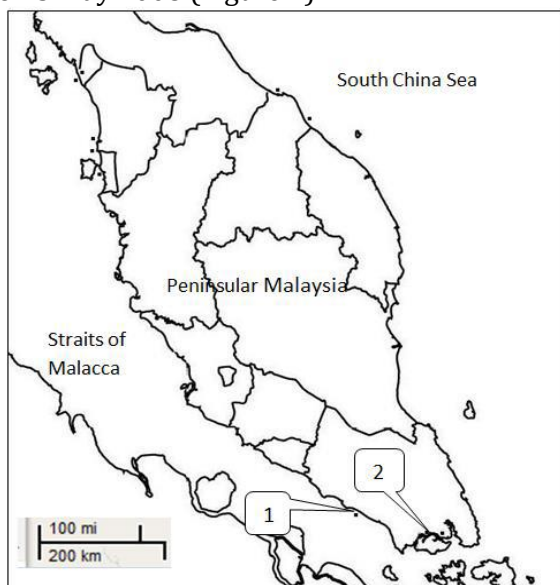 South China Sea
Peninsular Malaysia
Straits of
Malacca
2
1
100 mi
200 km